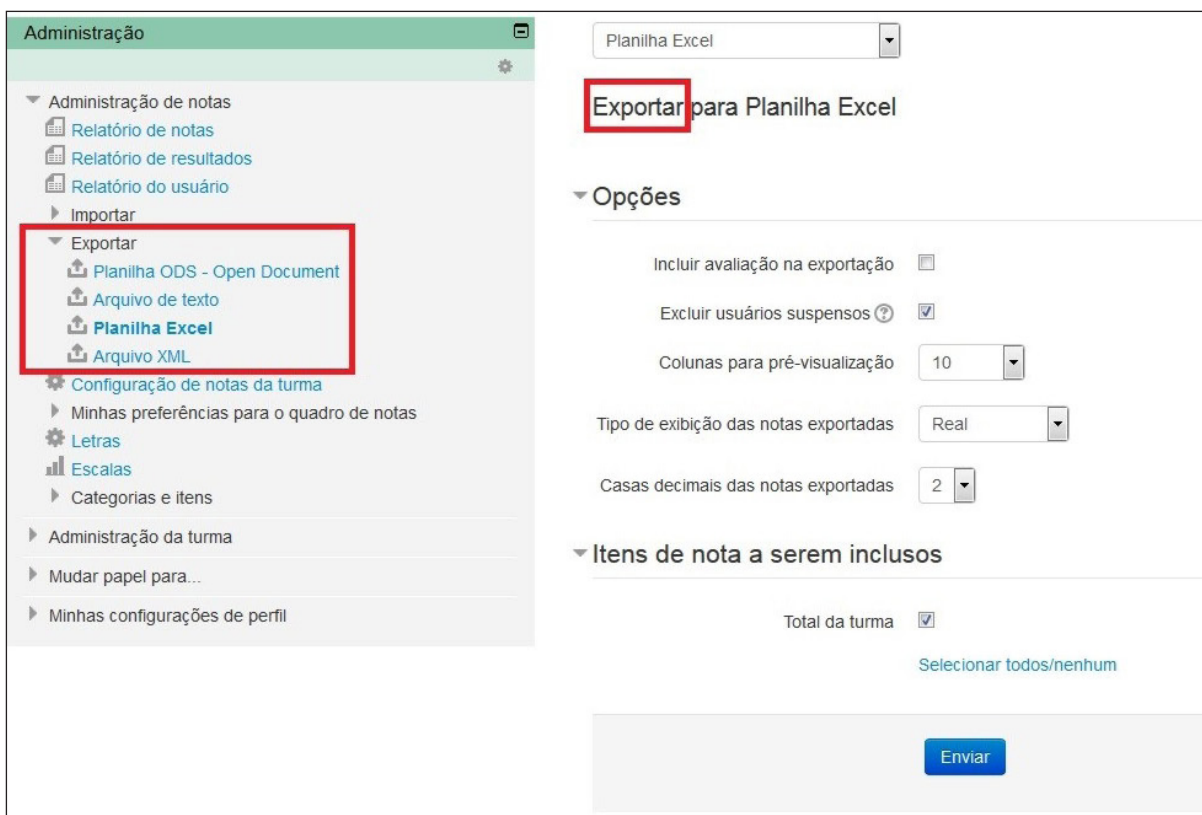 Administração
Administração de notas
Relatório de notas
Relatório de resultados
Relatório do usuário
Importar
Exportar
Planilha ODS - Open Document
Arquivo de texto
Planilha Excel
Arquivo XML
Configuração de notas da turma
Minhas preferências para o quadro de notas
Letras
Escalas
Categorias e itens
Administração da turma
Mudar papel para...
Minhas configurações de perfil
Planilha Excel
Exportar para Planilha Excel
Opções
Incluir avaliação na exportação
Excluir usuários suspensos ?
Colunas para pré-visualização 10
Tipo de exibição das notas exportadas Real
Casas decimais das notas exportadas 2
Itens de nota a serem inclusos
Total da turma
Selecionar todos/nenhum
Enviar